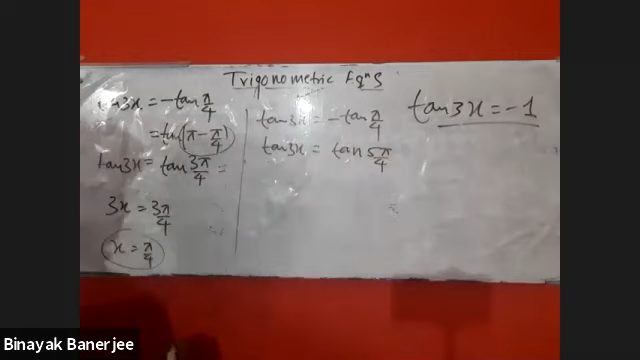 Trigonometric Eqⁿs
tan3x = -tan π/4
= tan(π - π/4)
tan3x = tan 3π/4 =
3x = 3π/4
x = π/4
tan3x = -tan π/4
tan3x = tan 5π/4
tan3x = -1
Binayak Banerjee